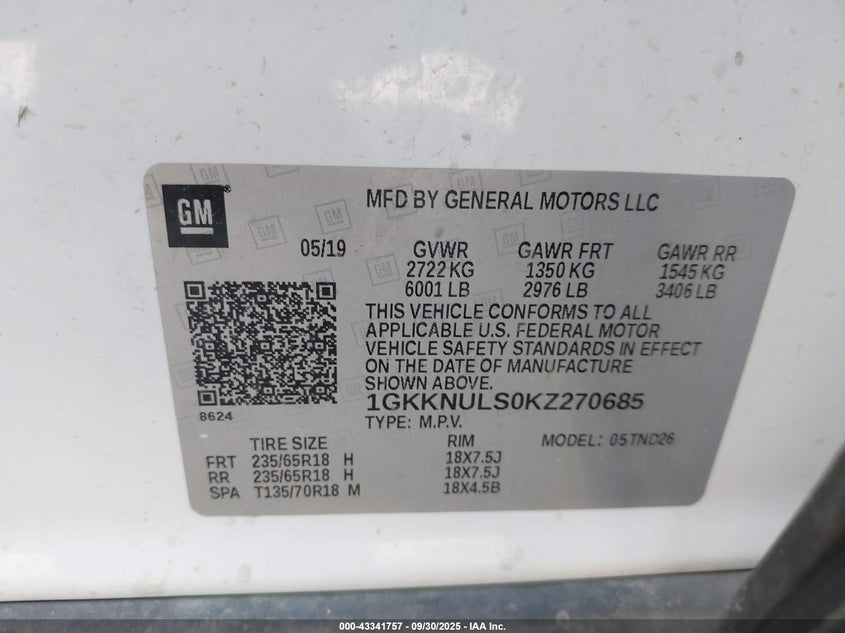 GM
MFD BY GENERAL MOTORS LLC
05/19 GVWR GAWR FRT GAWR RR
2722 KG 1350 KG 1545 KG
6001 LB 2976 LB 3406 LB
THIS VEHICLE CONFORMS TO ALL
APPLICABLE U.S. FEDERAL MOTOR
VEHICLE SAFETY STANDARDS IN EFFECT
ON THE DATE OF MANUFACTURE
SHOWN ABOVE.
1GKKNULS0KZ270685
8624
TYPE: M.P.V. MODEL: 05TND26
TIRE SIZE RIM
FRT 235/65R18 H 18X7.5J
RR 235/65R18 H 18X7.5J
SPA T135/70R18 M 18X4.5B
000-43341757 - 09/30/2025 - IAA Inc.